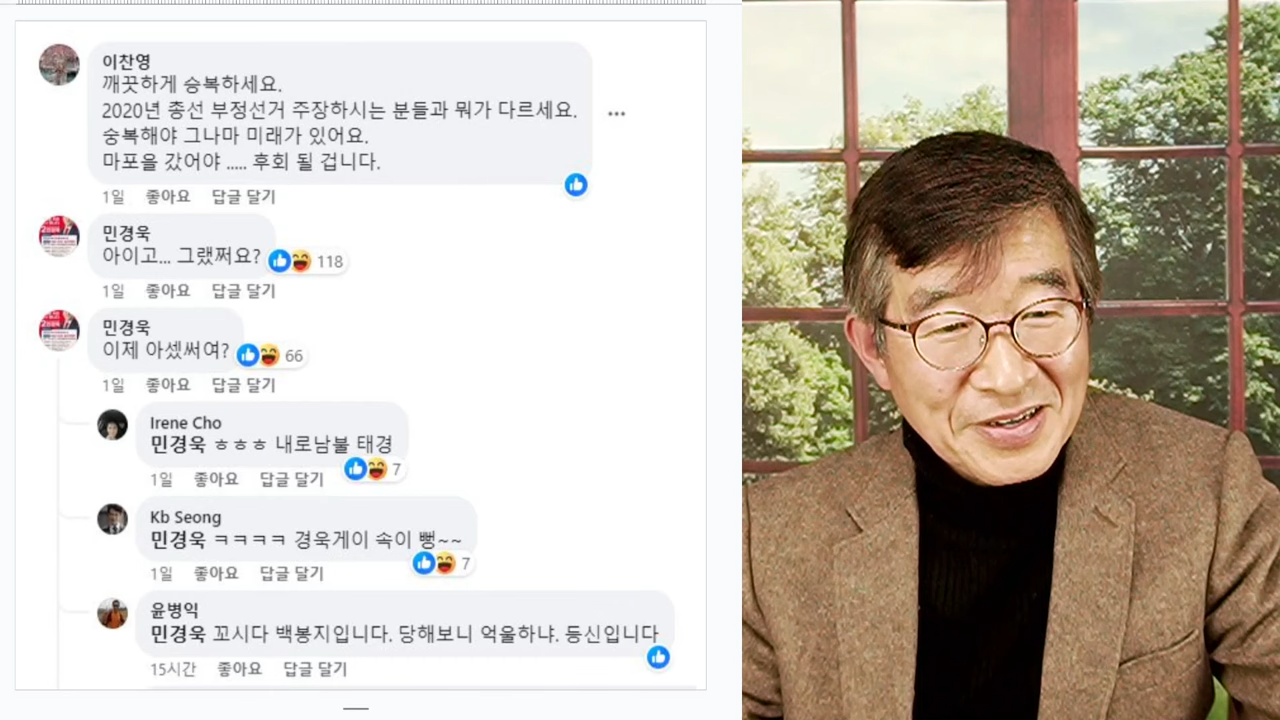 이찬영
깨끗하게 승복하세요.
2020년 총선 부정선거 주장하시는 분들과 뭐가 다르세요.
숭복해야 그나마 미래가 있어요.
마포을 갔어야 ..... 후회 될 겁니다.
1일 좋아요 답글 달기
민경욱
아이고... 그랬쩌요?
118
1일 좋아요 답글 달기
민경욱
이제 아셌써여?
66
1일 좋아요 답글 달기
Irene Cho
민경욱 ㅎㅎㅎ 내로남불 태경
7
1일 좋아요 답글 달기
Kb Seong
민경욱 ㅋㅋㅋㅋ 경욱게이 속이 뻥~~
7
1일 좋아요 답글 달기
윤병익
민경욱 꼬시다 백봉지입니다. 당해보니 억울하냐. 등신입니다
15시간 좋아요 답글 달기